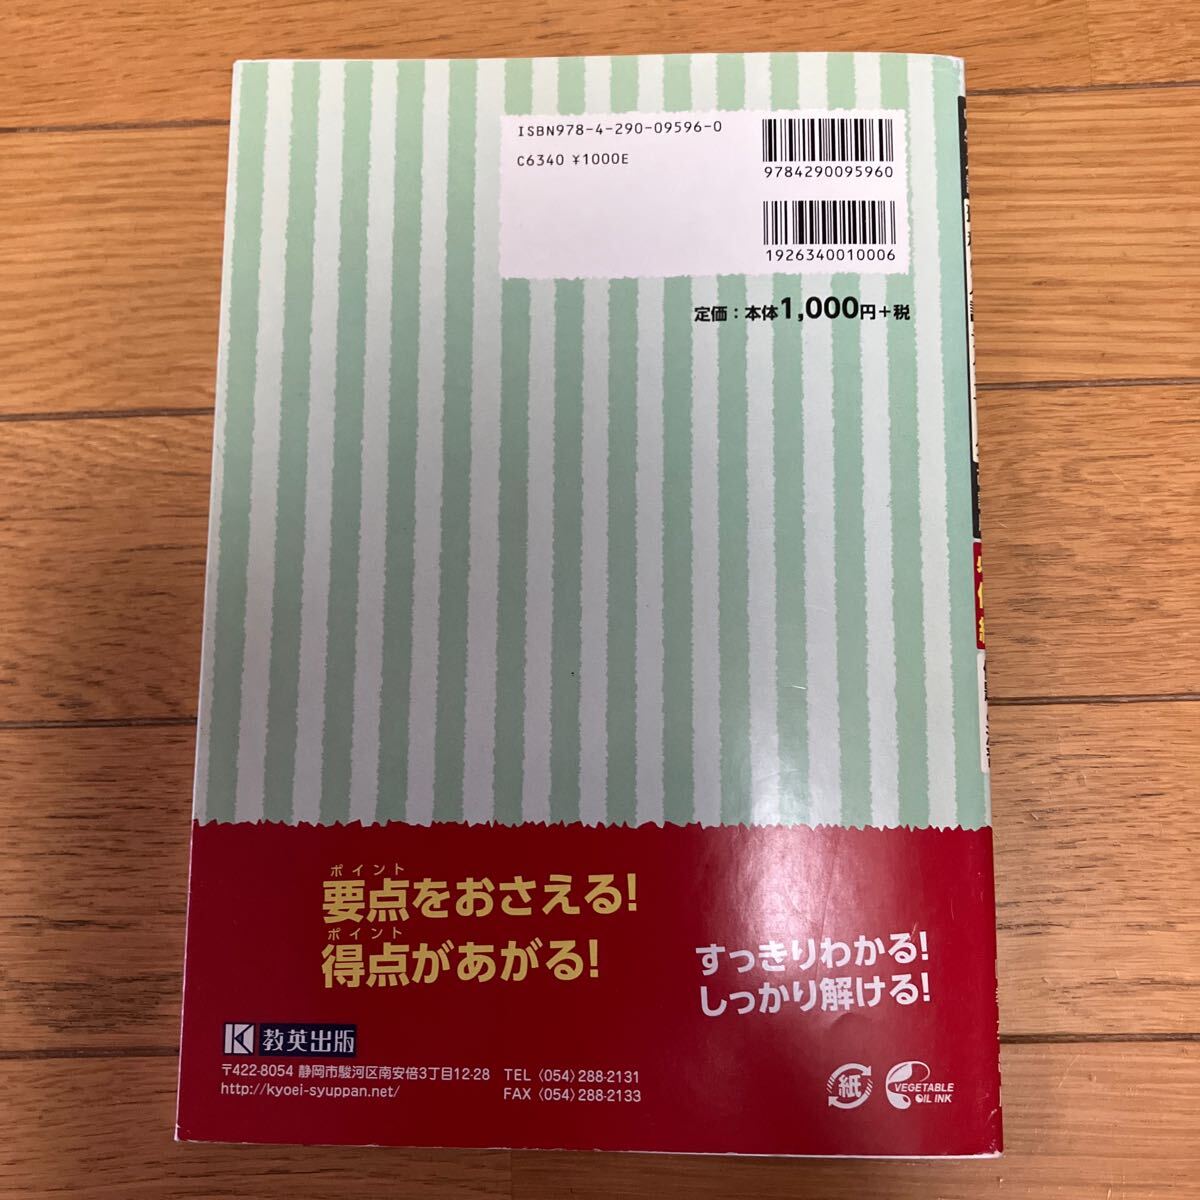 ISBN978-4-290-09596-0
C6340 ¥1000E
9784290095960
1926340010006
定価：本体1,000円+税
ポイント
要点をおさえる！
ポイント
得点があがる！
すっきりわかる！
しっかり解ける！
教英出版
〒422-8054 静岡市駿河区南安倍3丁目12-28
TEL〈054〉288-2131
http://kyoei-syuppan.net/
FAX〈054〉288-2133
紙
VEGETABLE
OIL INK